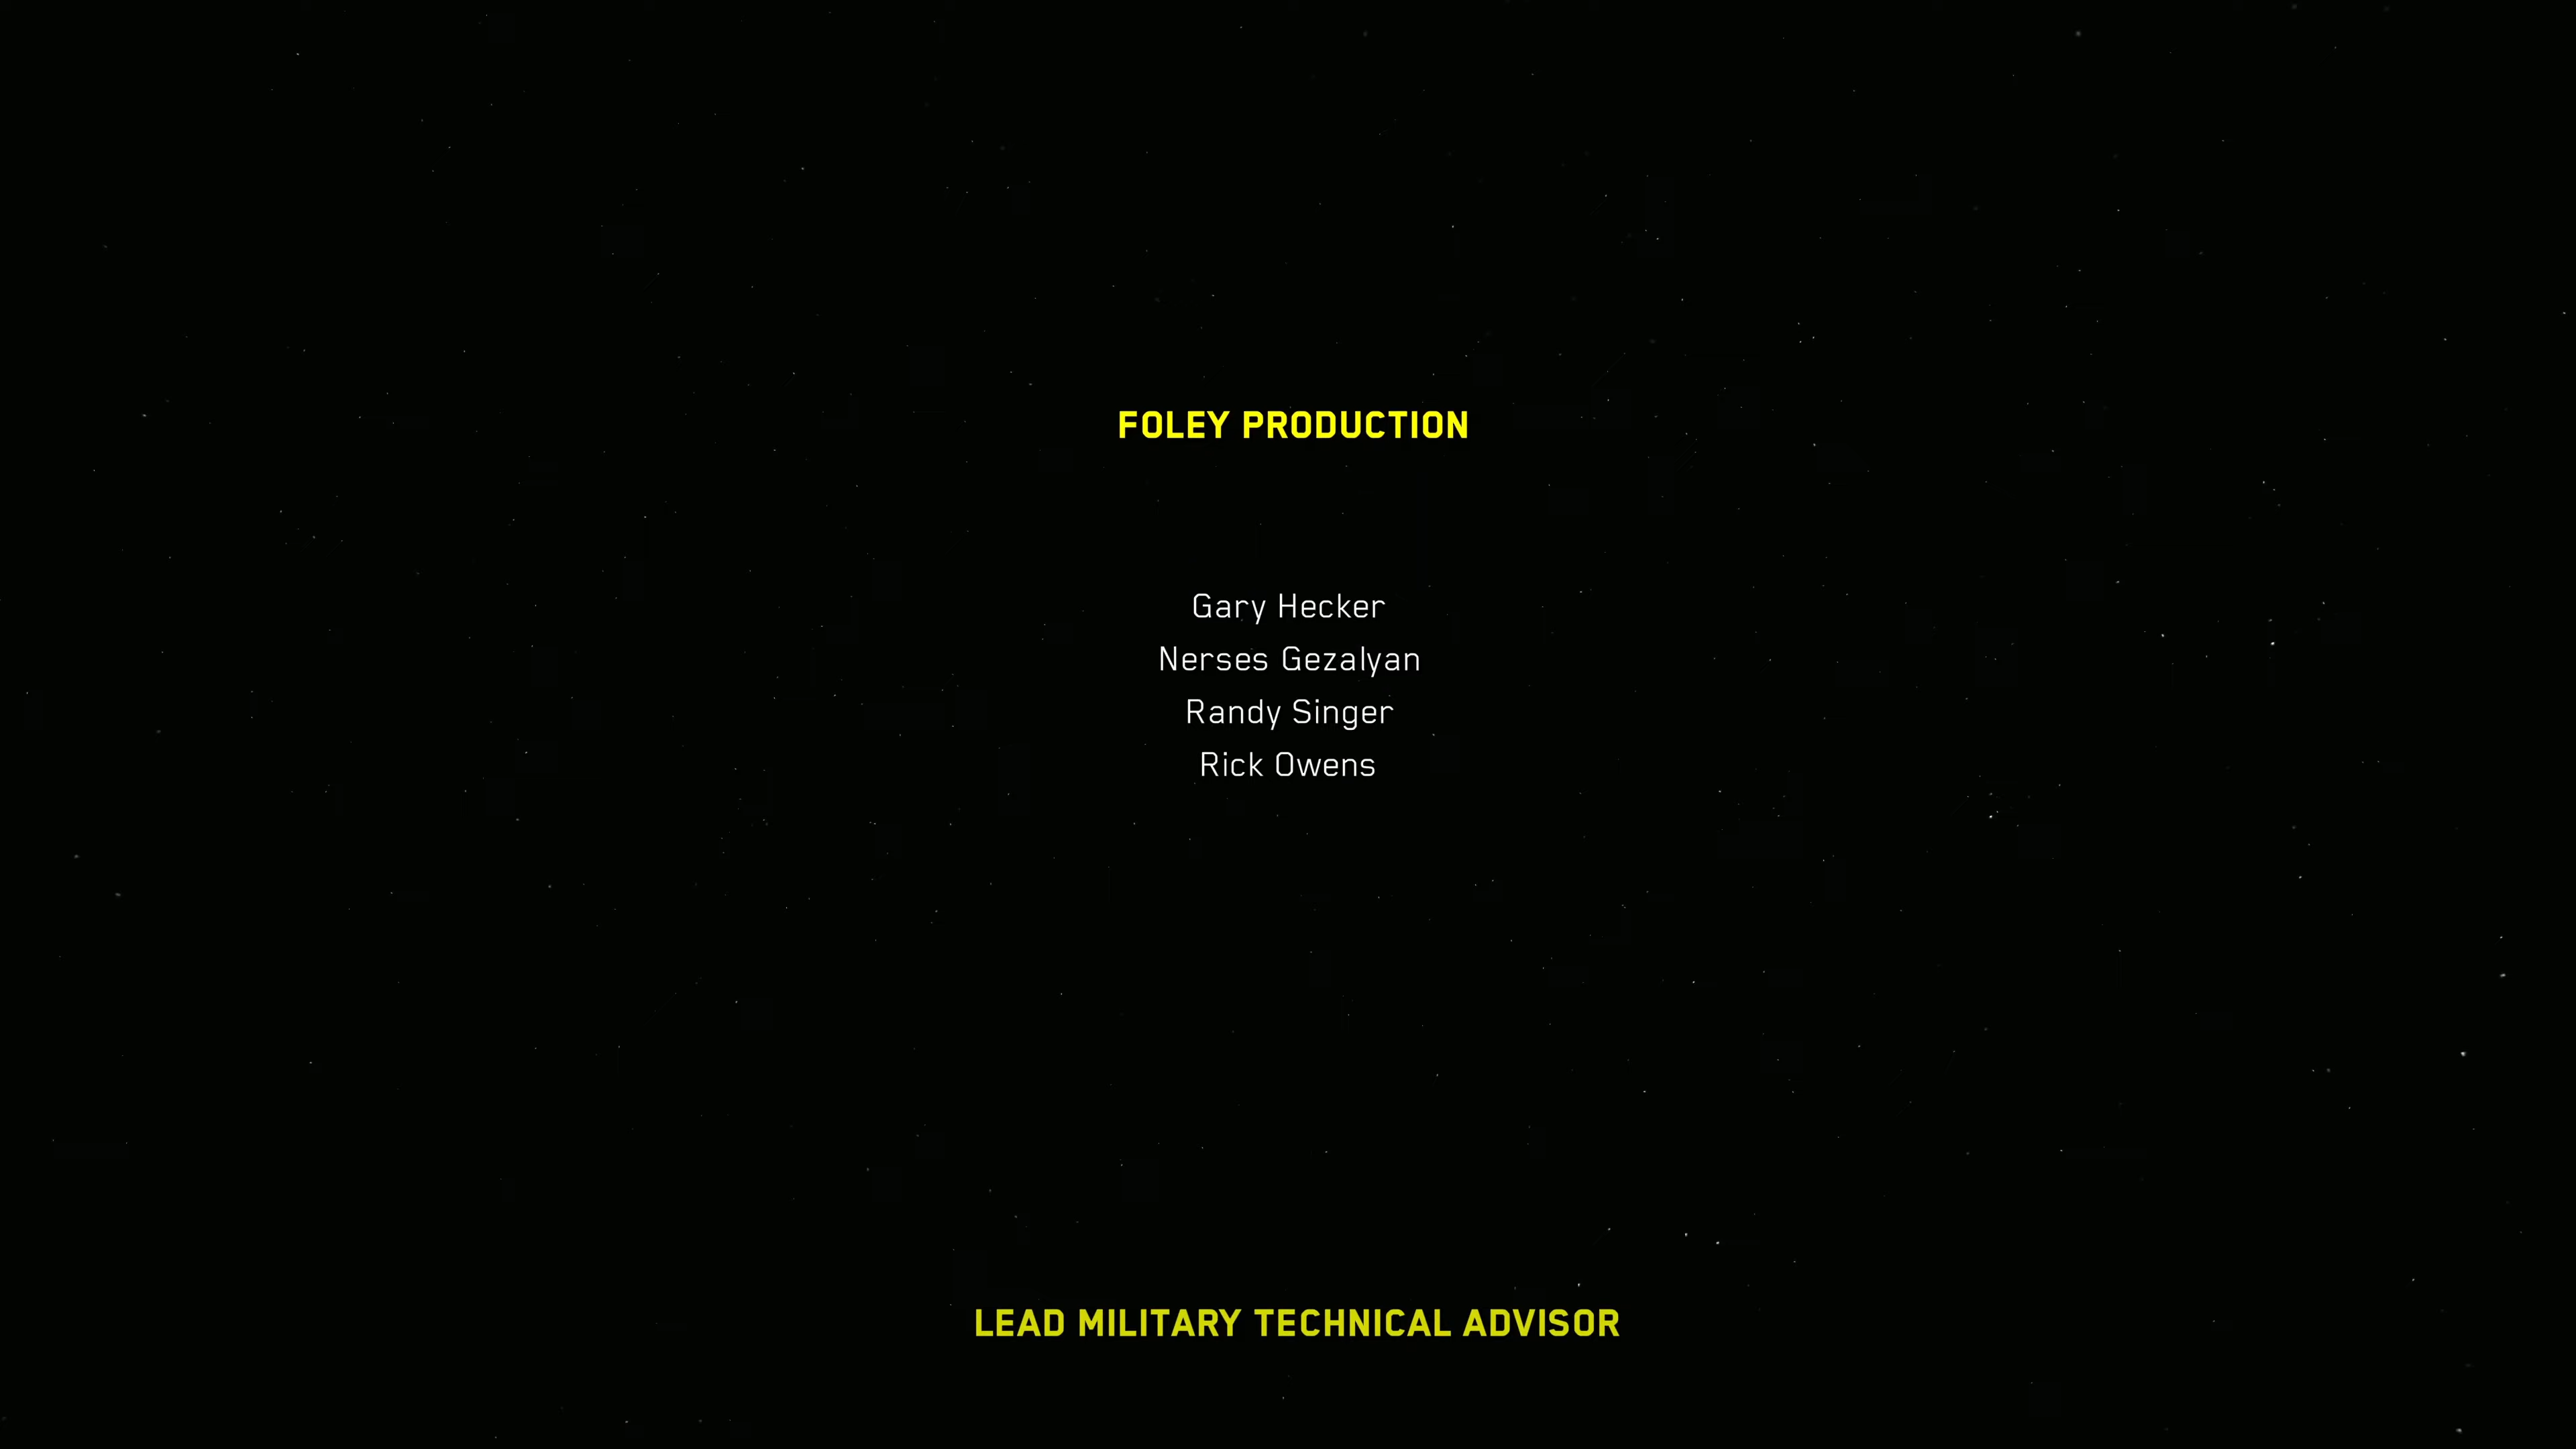 FOLEY PRODUCTION
Gary Hecker
Nerses Gezalyan
Randy Singer
Rick Owens
LEAD MILITARY TECHNICAL ADVISOR